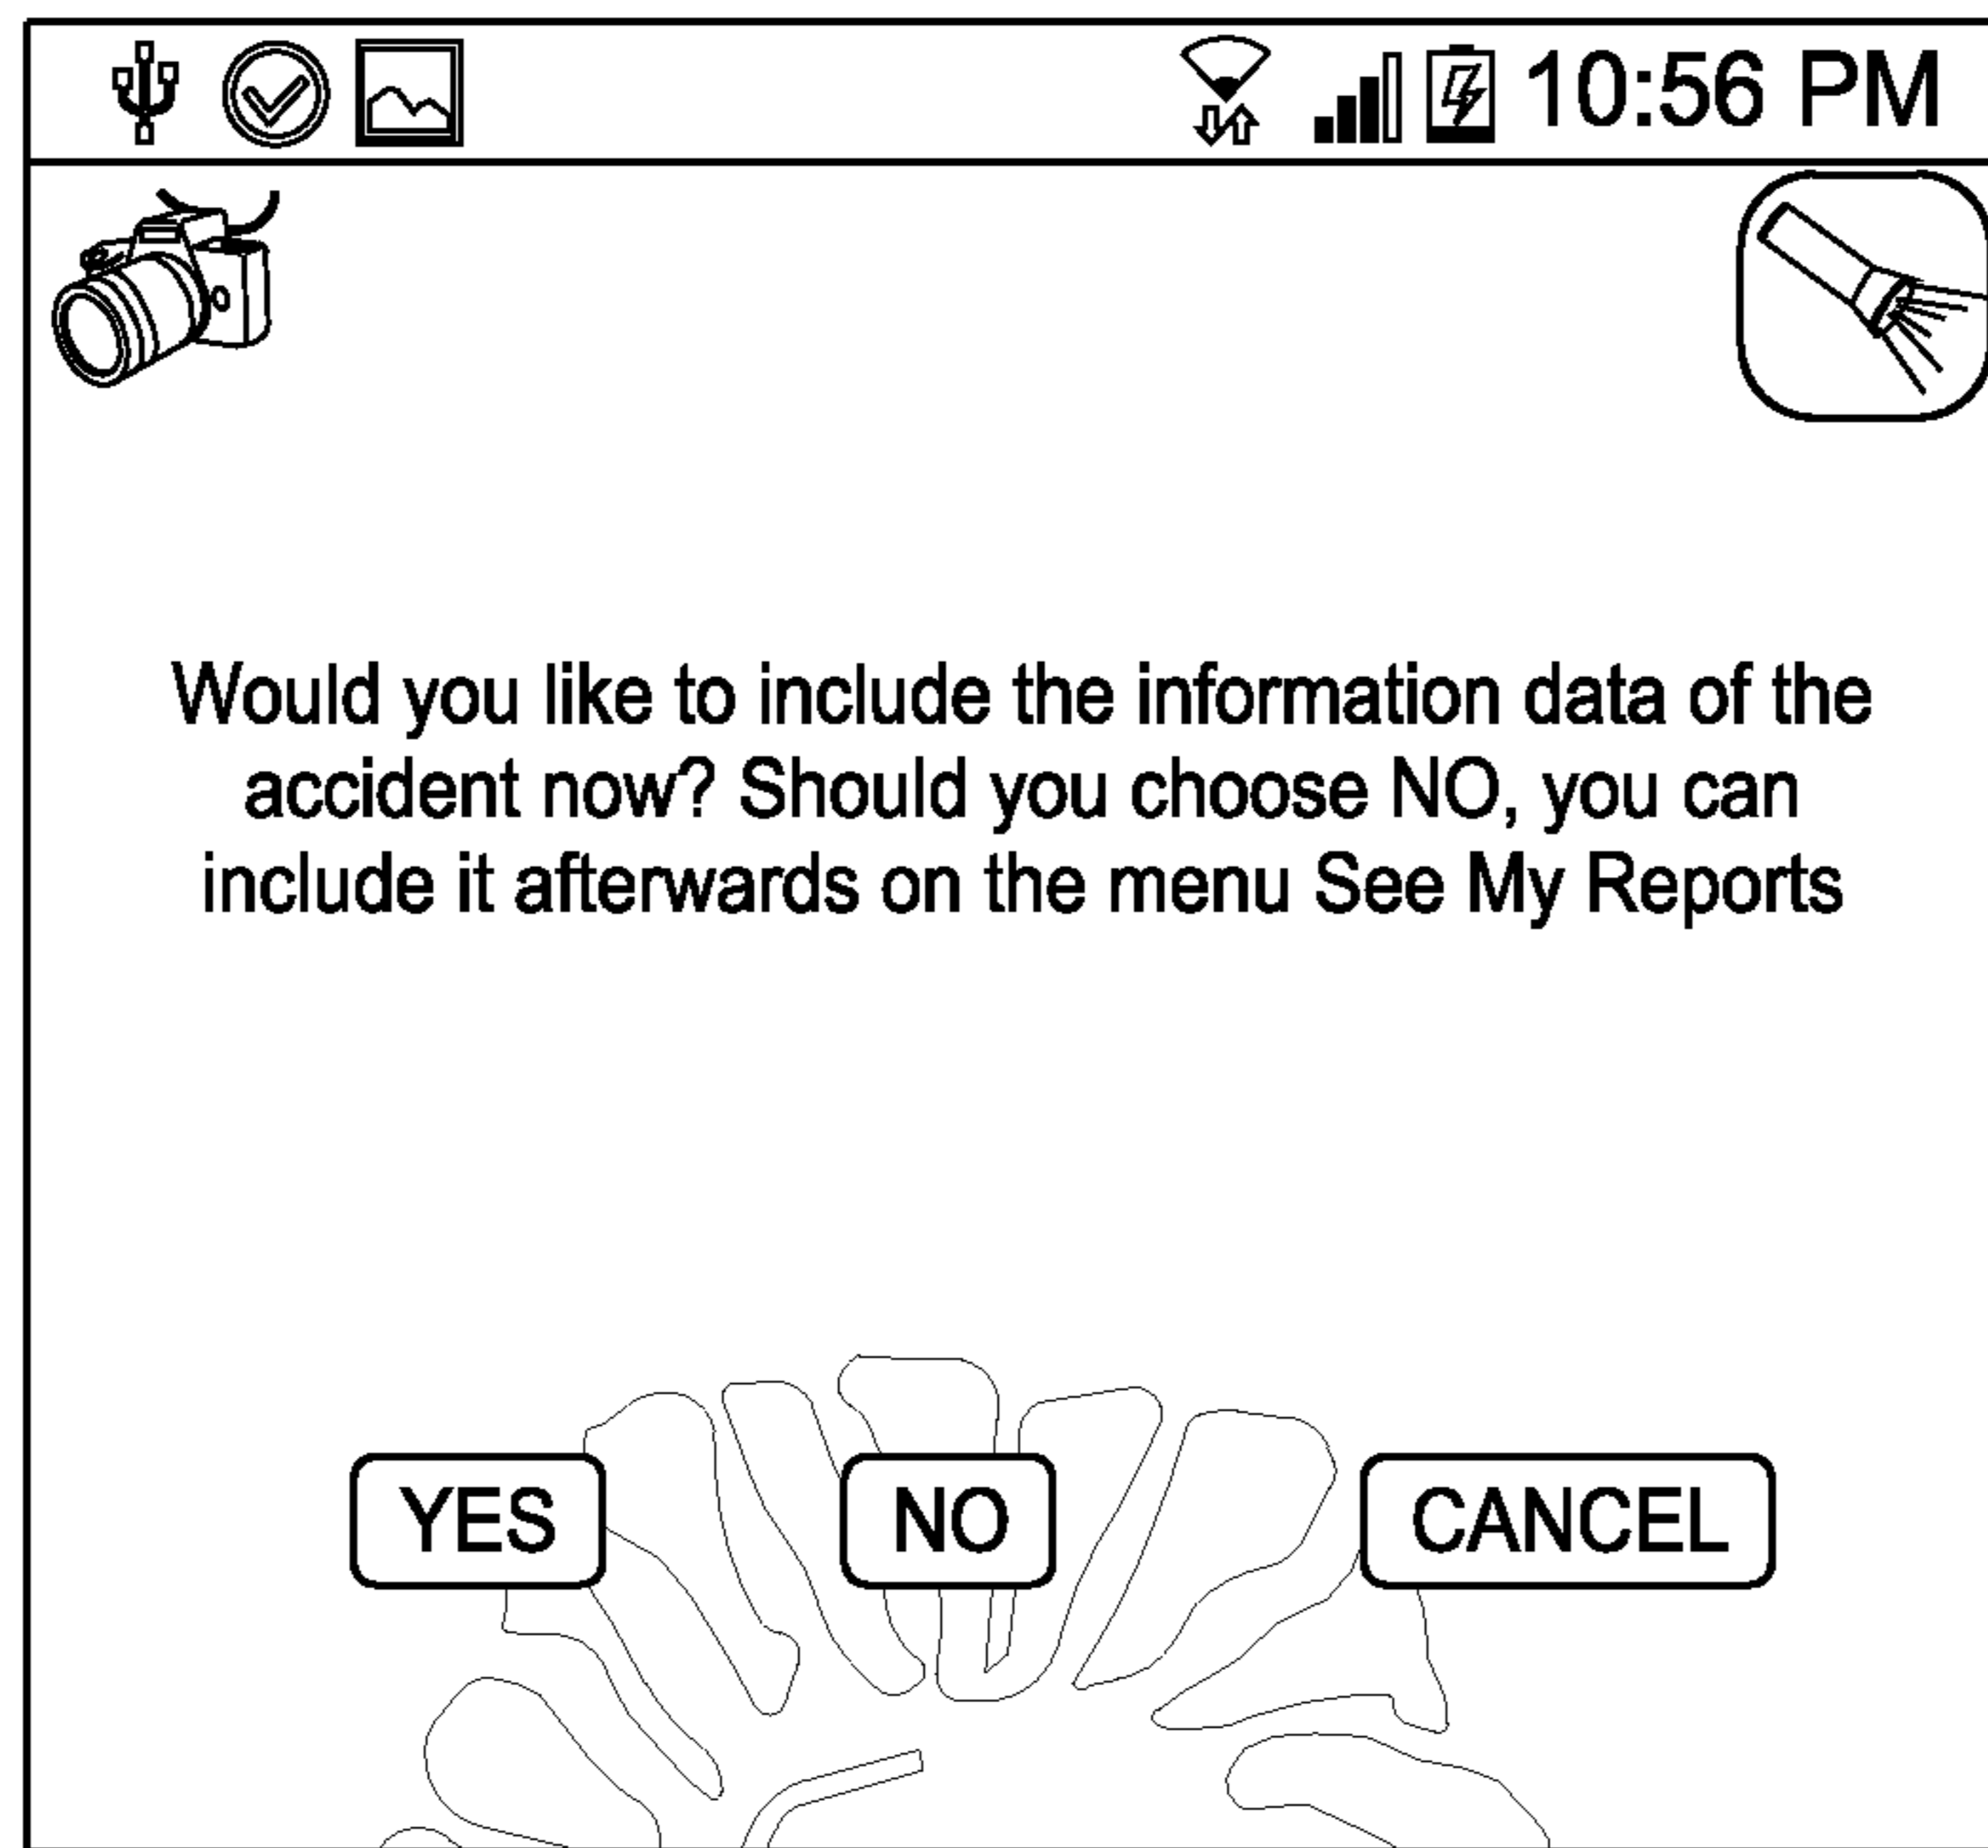 10:56 PM
Would you like to include the information data of the
accident now? Should you choose NO, you can
include it afterwards on the menu See My Reports
YES NO CANCEL